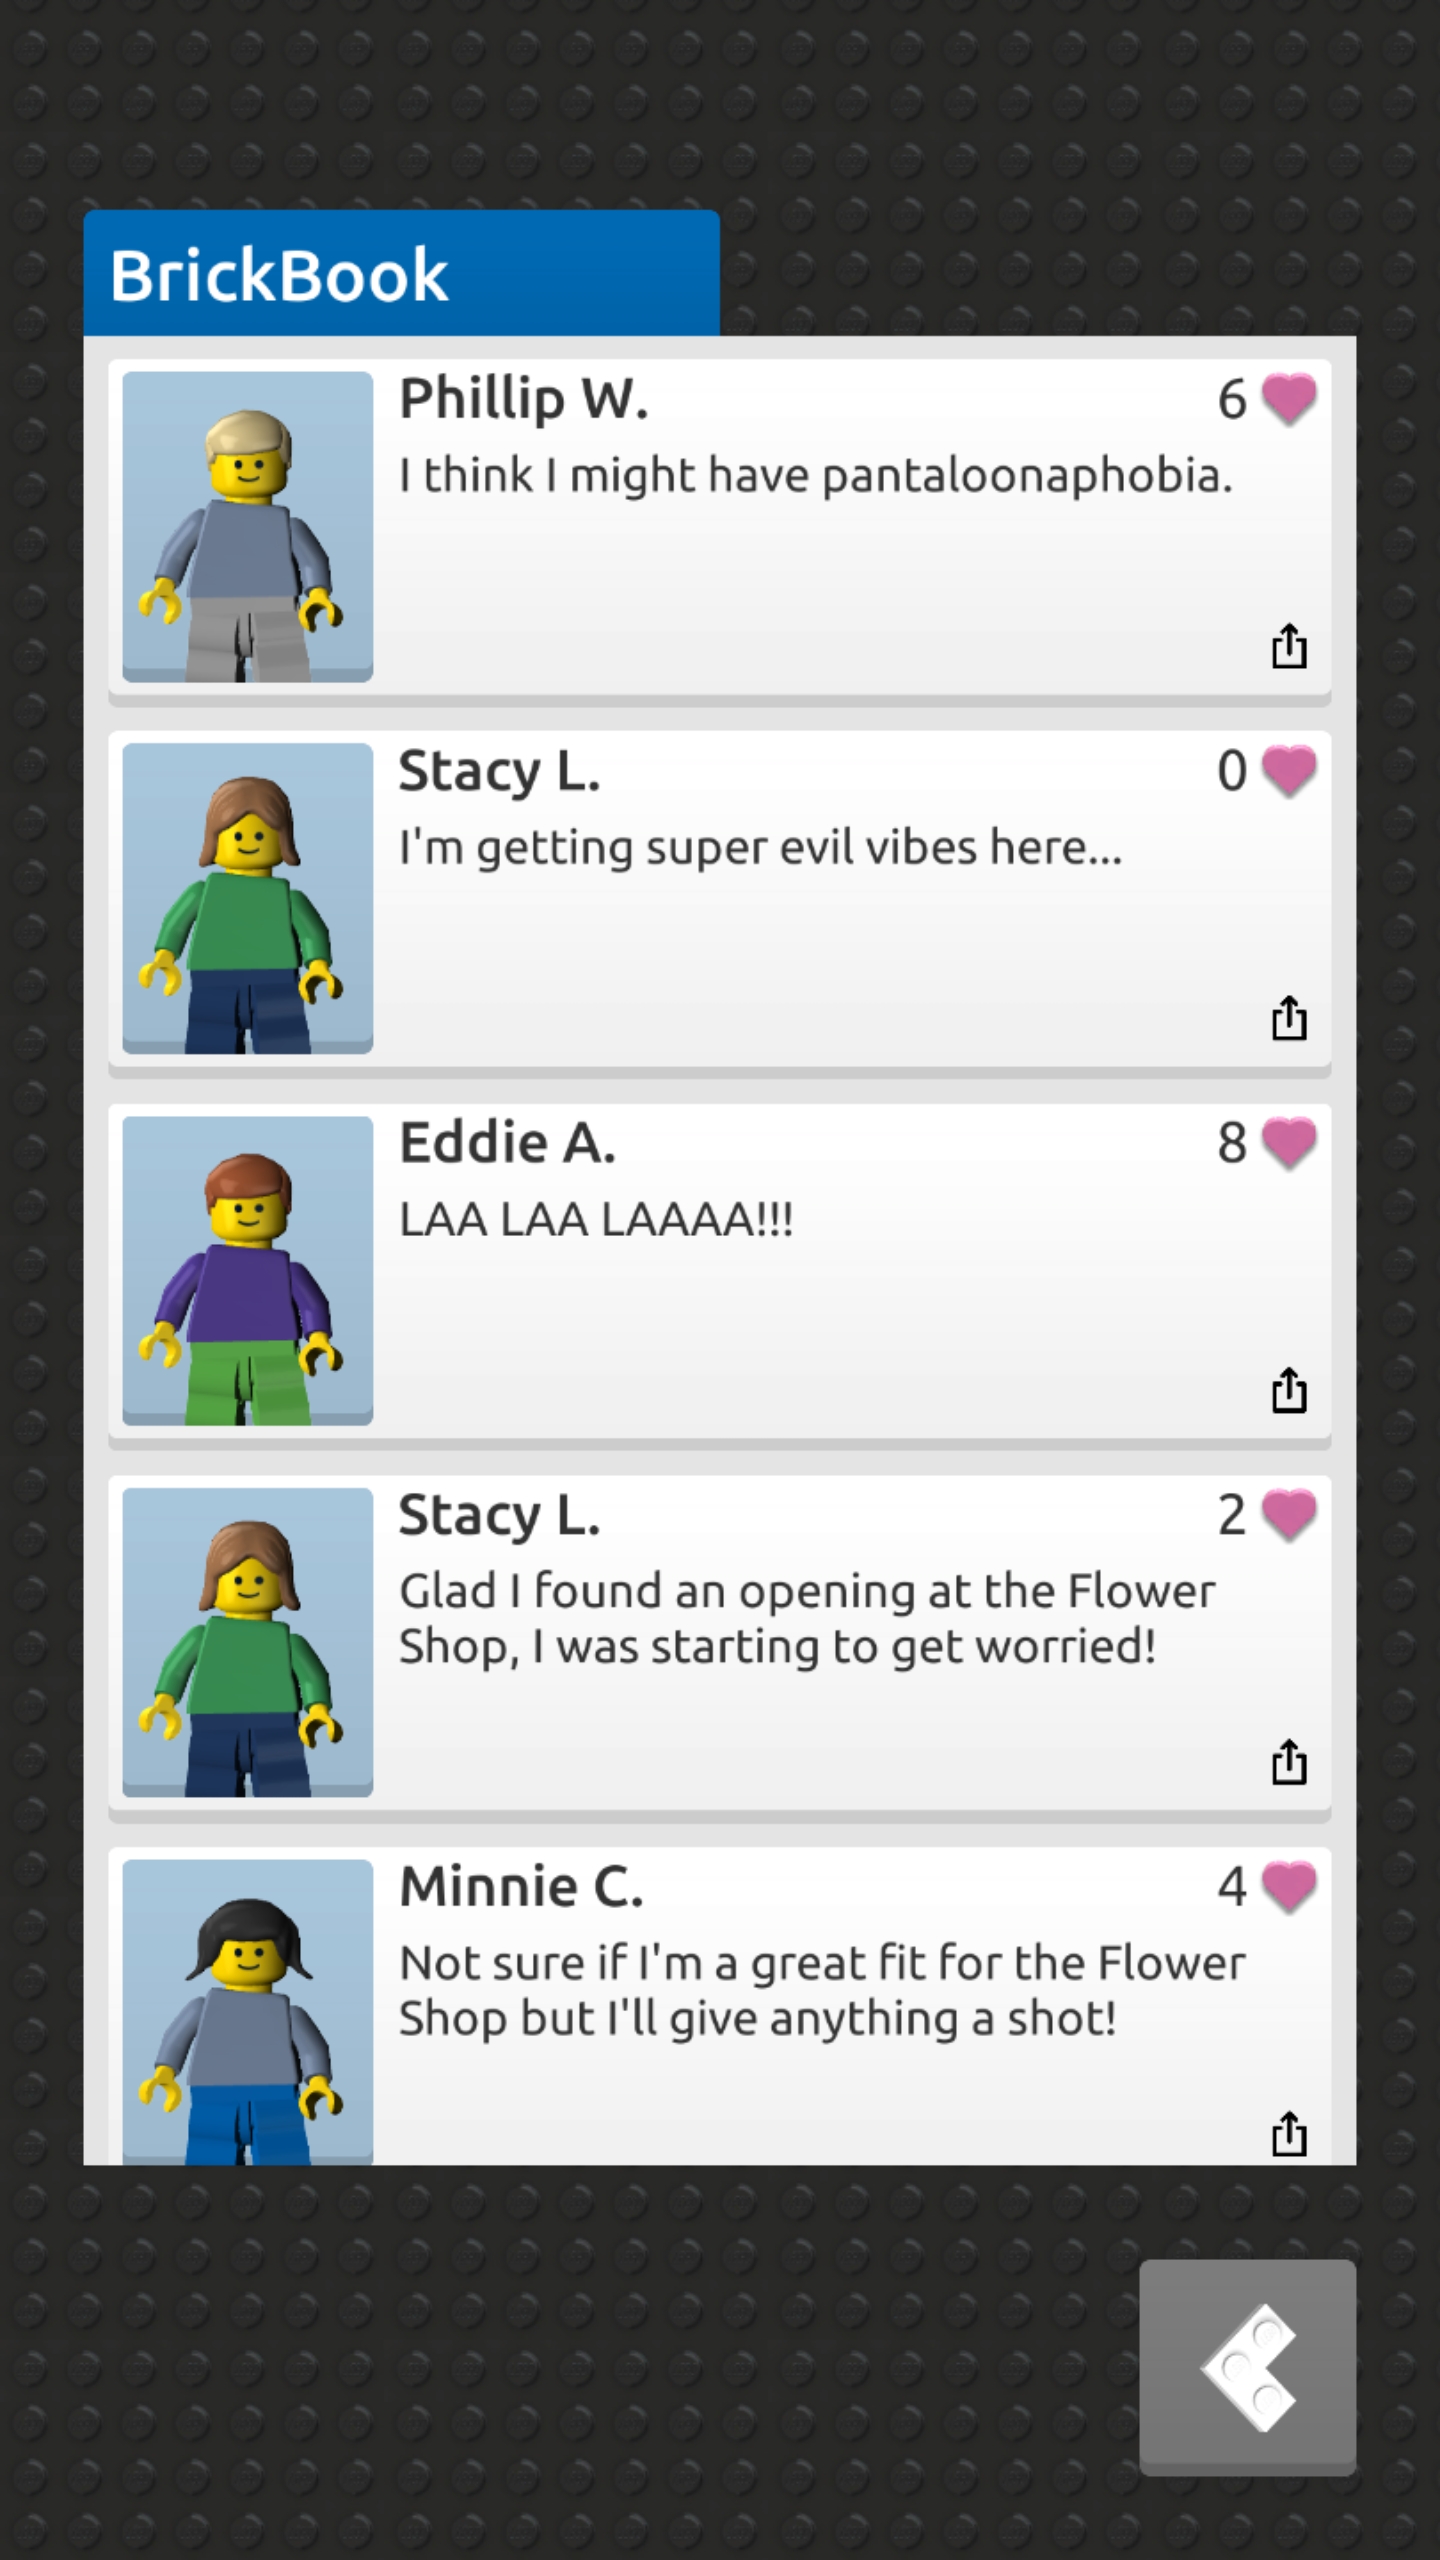 BrickBook
Phillip W.
6
I think I might have pantaloonaphobia.
Stacy L.
0
I'm getting super evil vibes here...
Eddie A.
8
LAA LAA LAAAA!!!
Stacy L.
2
Glad I found an opening at the Flower
Shop, I was starting to get worried!
Minnie C.
4
Not sure if I'm a great fit for the Flower
Shop but I'll give anything a shot!